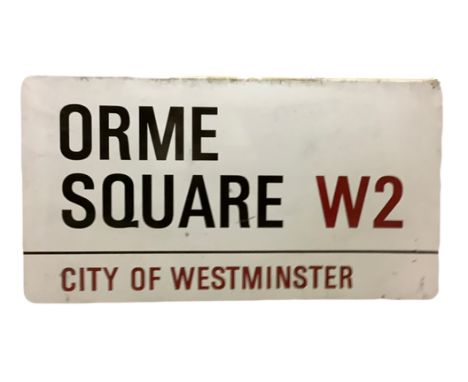 ORME
SQUARE W2
CITY OF WESTMINSTER